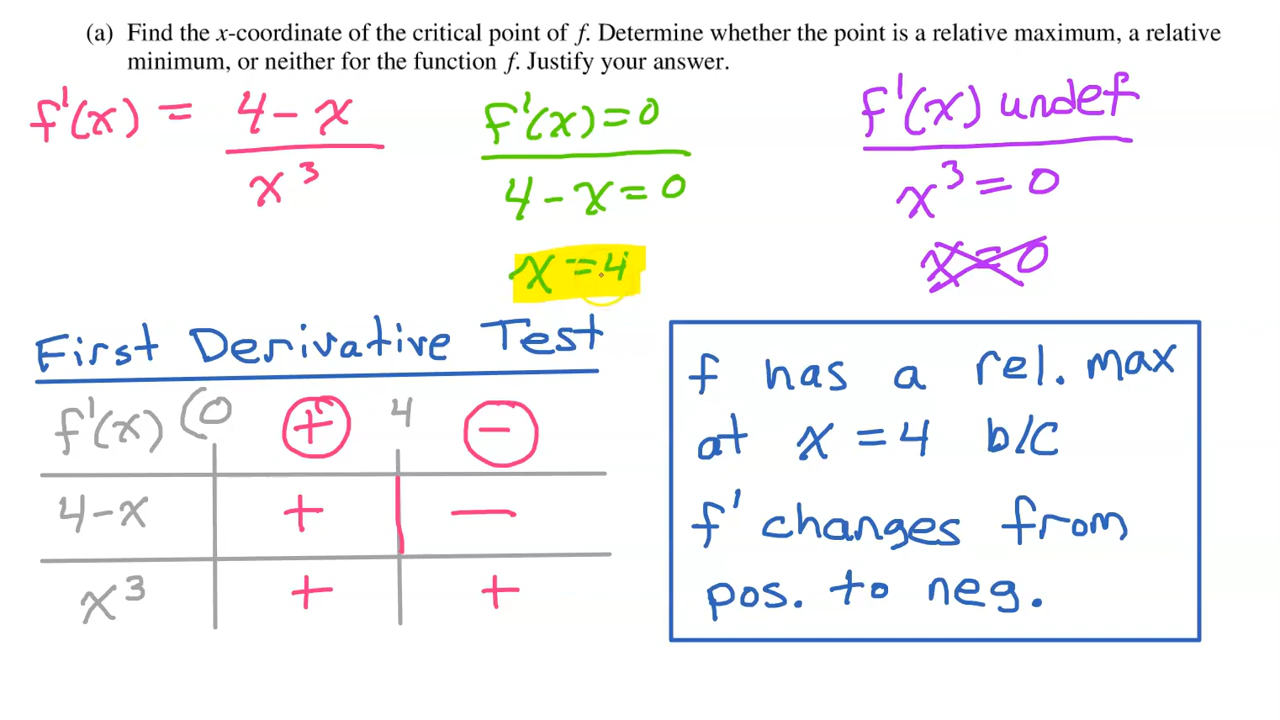 (a) Find the x-coordinate of the critical point of f. Determine whether the point is a relative maximum, a relative
minimum, or neither for the function f. Justify your answer.
f'(x) = (4 - x)/x³
f'(x) = 0
4 - x = 0
x = 4
f'(x) undef
x³ = 0
x = 0
First Derivative Test
f'(x) (0 + 4 -
4-x + -
x³ + +
f has a rel. max
at x = 4 b/c
f' changes from
pos. to neg.